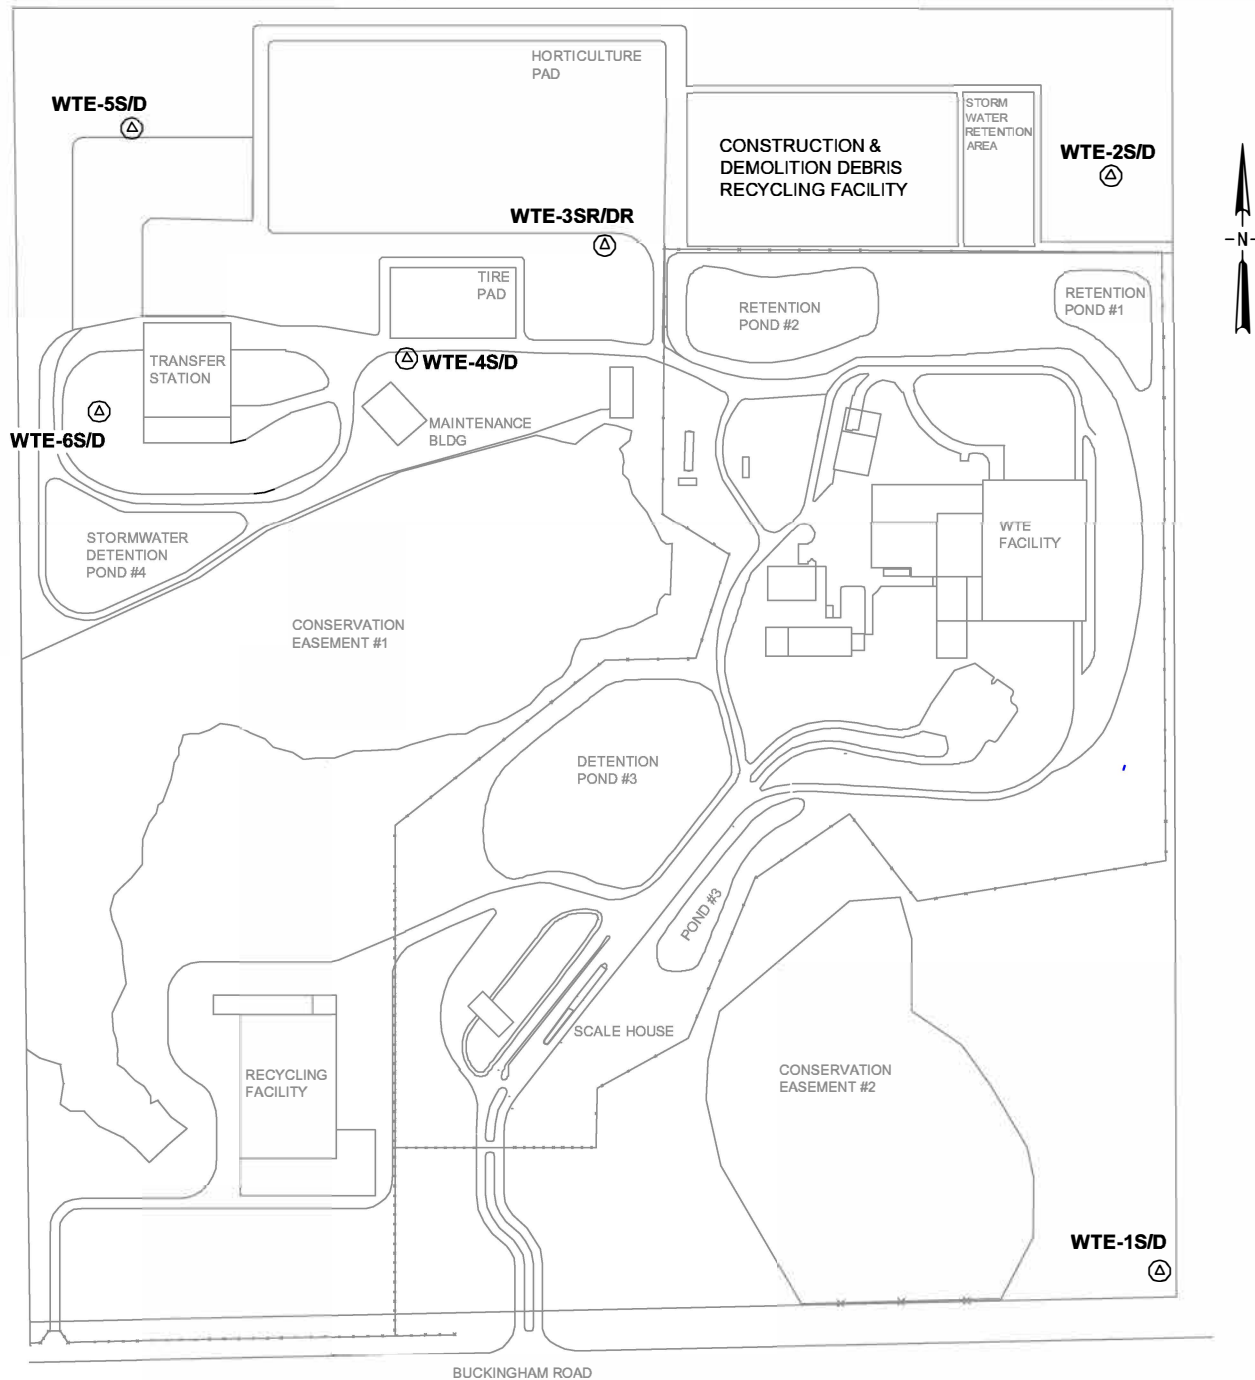 HORTICULTURE
PAD
WTE-5S/D
STORM
WATER
RETENTION
AREA
CONSTRUCTION &
DEMOLITION DEBRIS
RECYCLING FACILITY
WTE-2S/D
WTE-3SR/DR
-N-
TIRE
PAD
RETENTION
POND #2
RETENTION
POND #1
TRANSFER
STATION
WTE-4S/D
MAINTENANCE
BLDG
WTE-6S/D
STORMWATER
DETENTION
POND #4
WTE
FACILITY
CONSERVATION
EASEMENT #1
DETENTION
POND #3
POND #3
SCALE HOUSE
RECYCLING
FACILITY
CONSERVATION
EASEMENT #2
WTE-1S/D
BUCKINGHAM ROAD